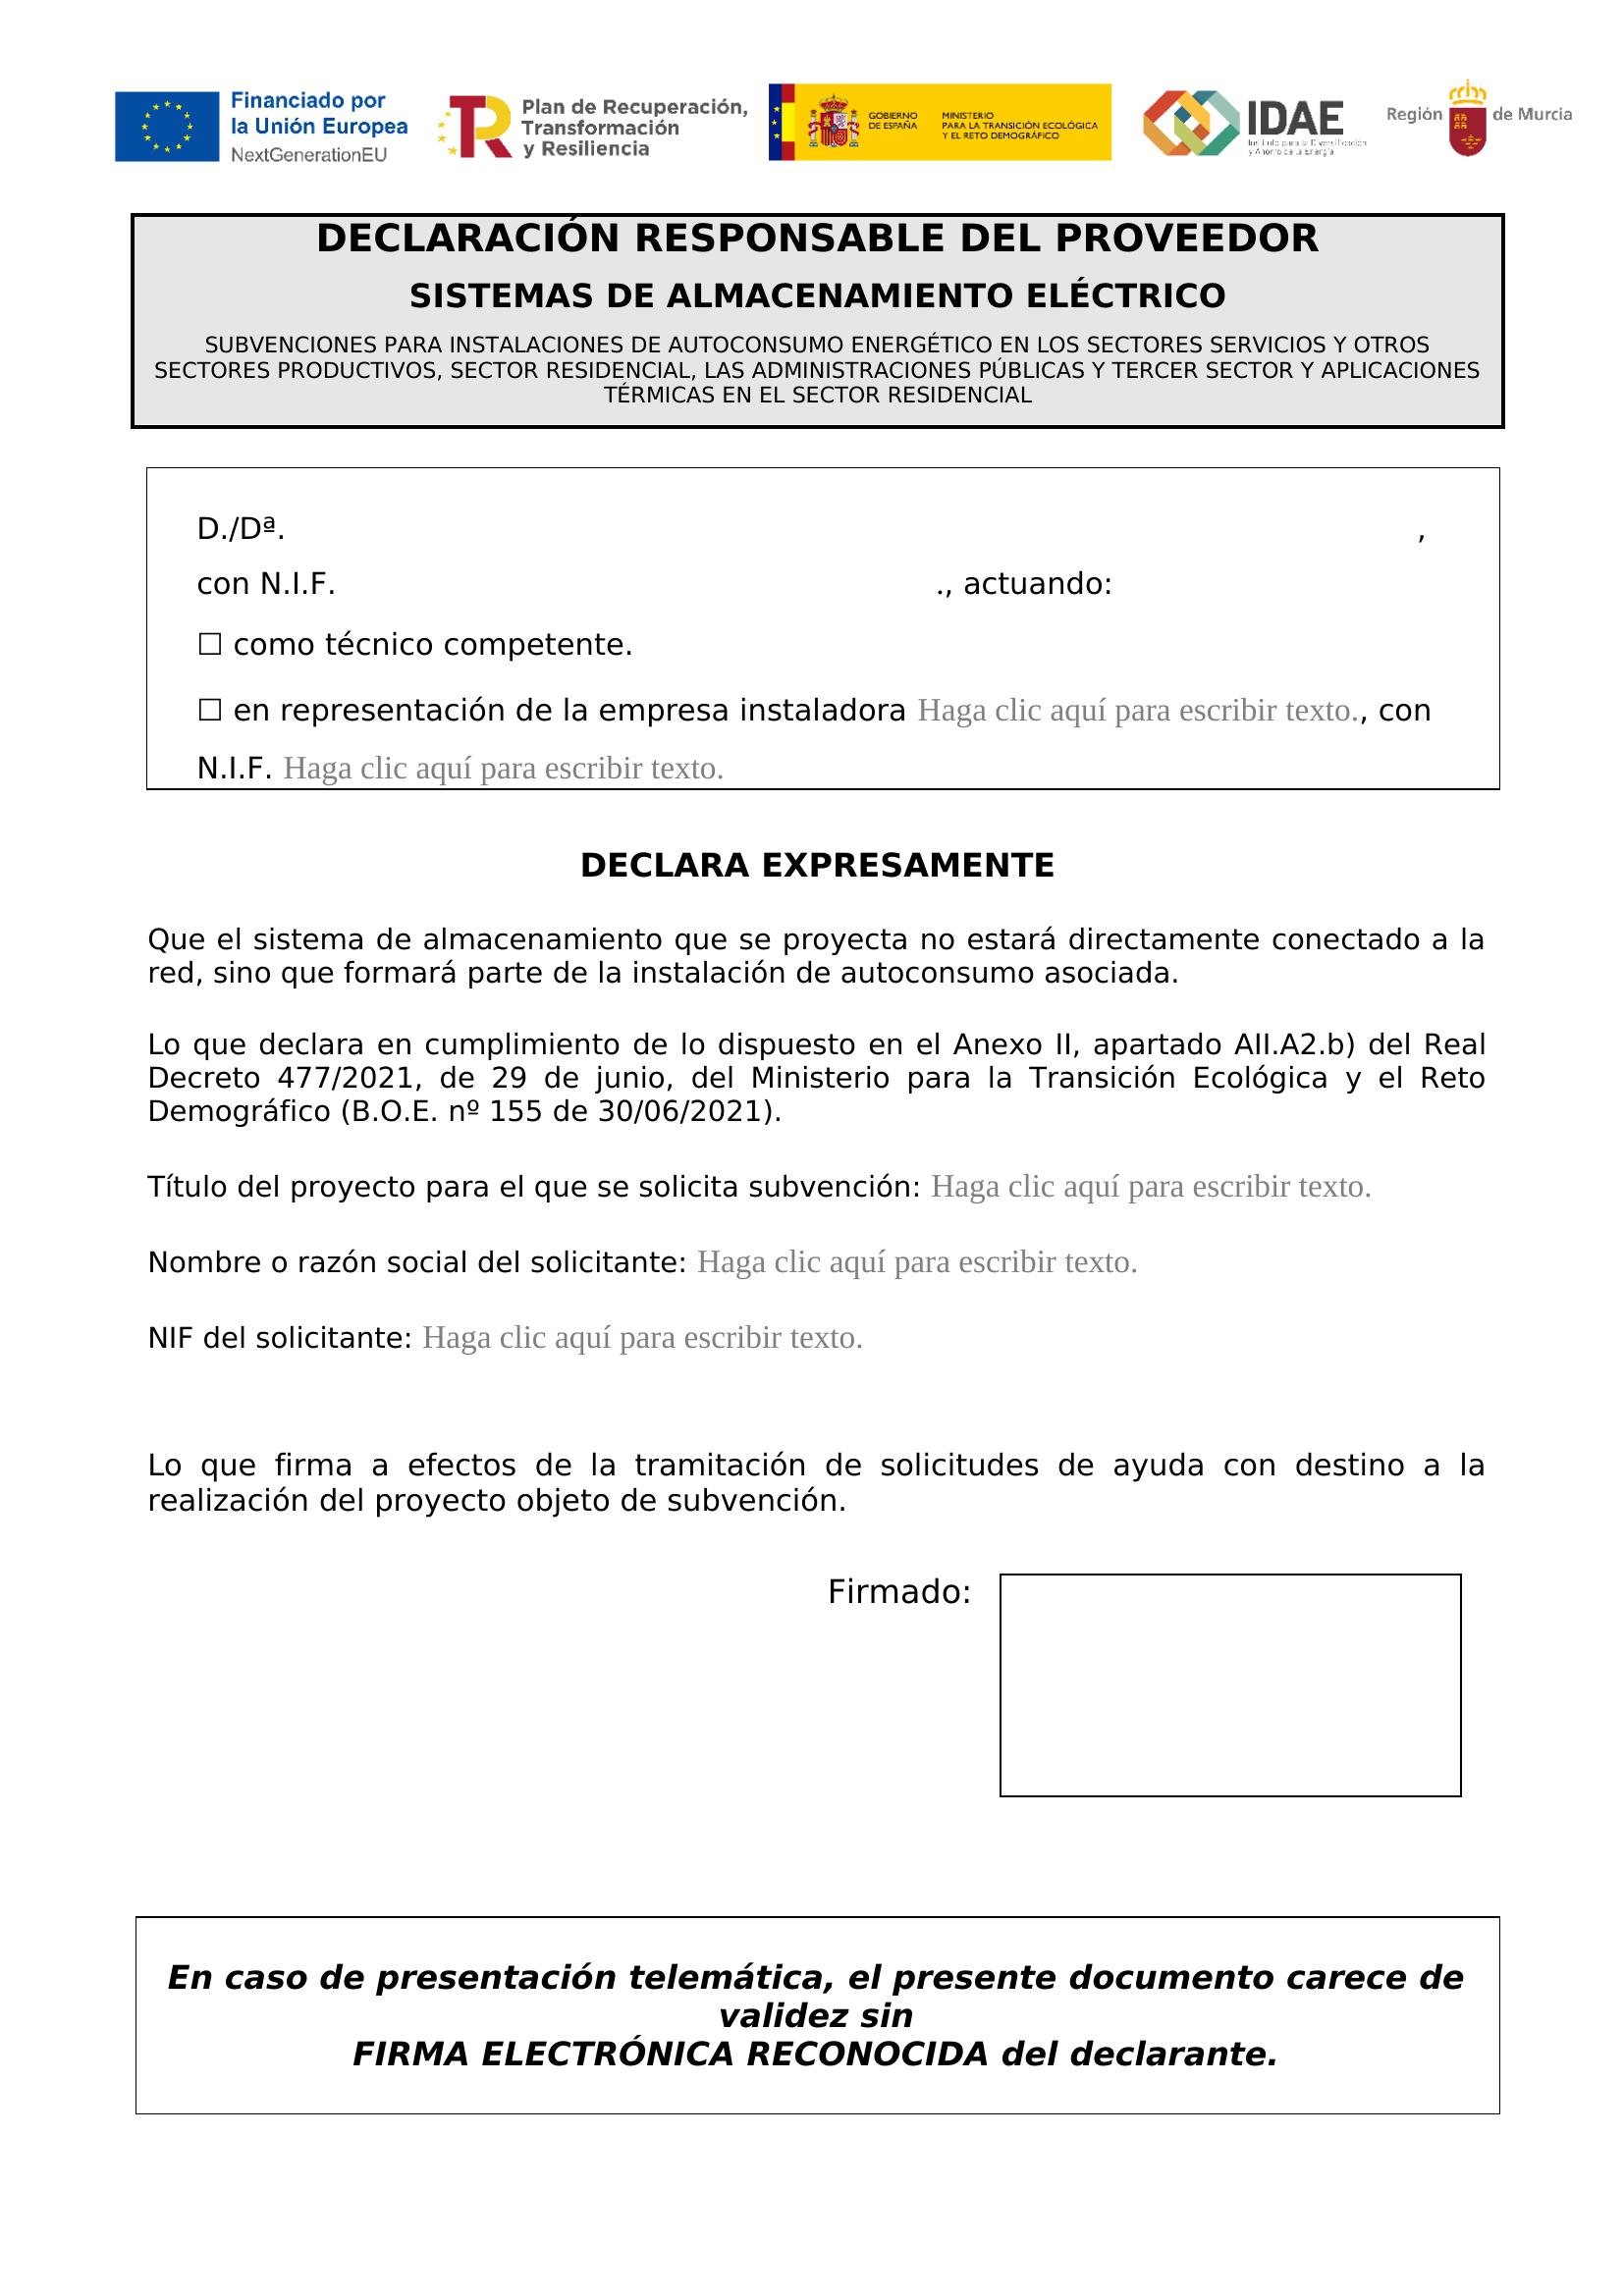 Financiado por
la Unión Europea
NextGenerationEU
Plan de Recuperación,
Transformación
y Resiliencia
GOBIERNO
DE ESPAÑA
MINISTERIO
PARA LA TRANSICIÓN ECOLÓGICA
Y EL RETO DEMOGRÁFICO
IDAE
Instituto para la Diversificación
y Ahorro de la Energía
Región de Murcia
DECLARACIÓN RESPONSABLE DEL PROVEEDOR
SISTEMAS DE ALMACENAMIENTO ELÉCTRICO
SUBVENCIONES PARA INSTALACIONES DE AUTOCONSUMO ENERGÉTICO EN LOS SECTORES SERVICIOS Y OTROS
SECTORES PRODUCTIVOS, SECTOR RESIDENCIAL, LAS ADMINISTRACIONES PÚBLICAS Y TERCER SECTOR Y APLICACIONES
TÉRMICAS EN EL SECTOR RESIDENCIAL
D./Dª. ,
con N.I.F. ., actuando:
☐ como técnico competente.
☐ en representación de la empresa instaladora Haga clic aquí para escribir texto., con
N.I.F. Haga clic aquí para escribir texto.
DECLARA EXPRESAMENTE
Que el sistema de almacenamiento que se proyecta no estará directamente conectado a la
red, sino que formará parte de la instalación de autoconsumo asociada.
Lo que declara en cumplimiento de lo dispuesto en el Anexo II, apartado AII.A2.b) del Real
Decreto 477/2021, de 29 de junio, del Ministerio para la Transición Ecológica y el Reto
Demográfico (B.O.E. nº 155 de 30/06/2021).
Título del proyecto para el que se solicita subvención: Haga clic aquí para escribir texto.
Nombre o razón social del solicitante: Haga clic aquí para escribir texto.
NIF del solicitante: Haga clic aquí para escribir texto.
Lo que firma a efectos de la tramitación de solicitudes de ayuda con destino a la
realización del proyecto objeto de subvención.
Firmado:
En caso de presentación telemática, el presente documento carece de
validez sin
FIRMA ELECTRÓNICA RECONOCIDA del declarante.